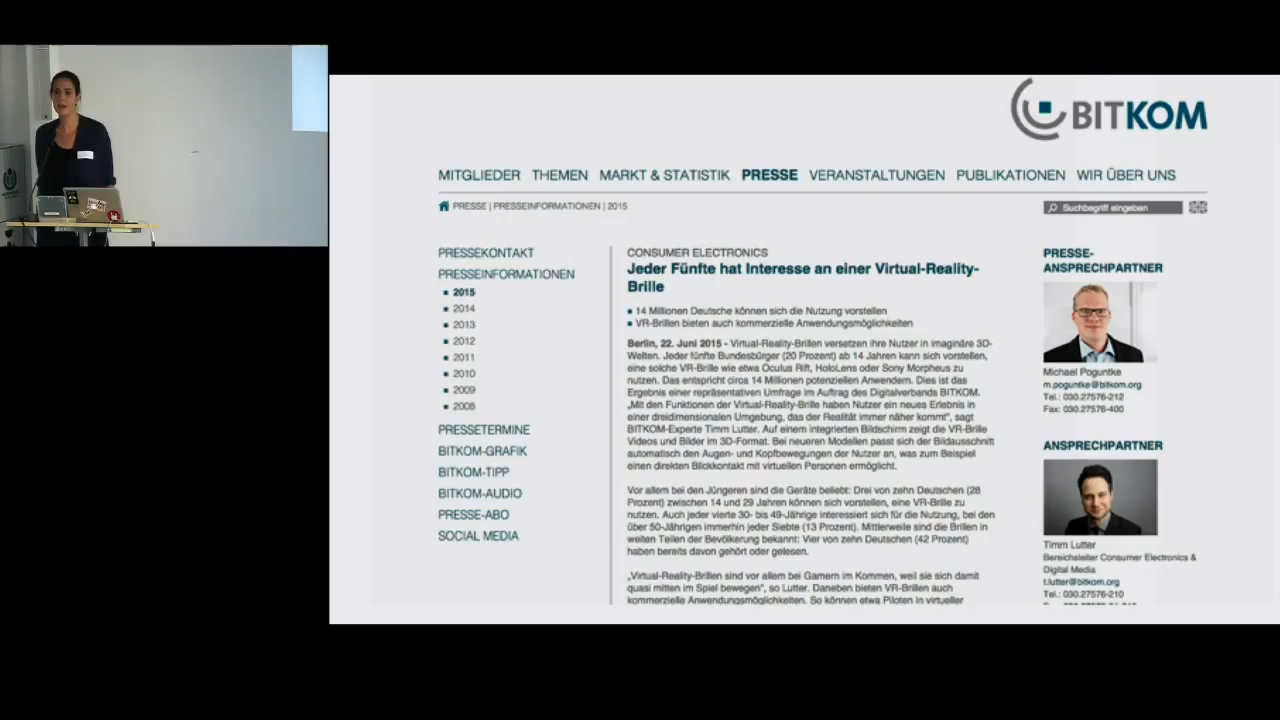 BITKOM
MITGLIEDER THEMEN MARKT & STATISTIK PRESSE VERANSTALTUNGEN PUBLIKATIONEN WIR ÜBER UNS
PRESSE | PRESSEINFORMATIONEN | 2015
Suchbegriff eingeben
PRESSEKONTAKT
PRESSEINFORMATIONEN
2015
2014
2013
2012
2011
2010
2009
2008
PRESSETERMINE
BITKOM-GRAFIK
BITKOM-TIPP
BITKOM-AUDIO
PRESSE-ABO
SOCIAL MEDIA
CONSUMER ELECTRONICS
Jeder Fünfte hat Interesse an einer Virtual-Reality-
Brille
14 Millionen Deutsche können sich die Nutzung vorstellen
VR-Brillen bieten auch kommerzielle Anwendungsmöglichkeiten
Berlin, 22. Juni 2015 - Virtual-Reality-Brillen versetzen ihre Nutzer in imaginäre 3D-
Welten. Jeder fünfte Bundesbürger (20 Prozent) ab 14 Jahren kann sich vorstellen,
eine solche VR-Brille wie etwa Oculus Rift, HoloLens oder Sony Morpheus zu
nutzen. Das entspricht circa 14 Millionen potenziellen Anwendern. Dies ist das
Ergebnis einer repräsentativen Umfrage im Auftrag des Digitalverbands BITKOM.
„Mit den Funktionen der Virtual-Reality-Brille haben Nutzer ein neues Erlebnis in
einer dreidimensionalen Umgebung, das der Realität immer näher kommt“, sagt
BITKOM-Experte Timm Lutter. Auf einem integrierten Bildschirm zeigt die VR-Brille
Videos und Bilder im 3D-Format. Bei neueren Modellen passt sich der Bildausschnitt
automatisch den Augen- und Kopfbewegungen der Nutzer an, was zum Beispiel
einen direkten Blickkontakt mit virtuellen Personen ermöglicht.
Vor allem bei den Jüngeren sind die Geräte beliebt: Drei von zehn Deutschen (28
Prozent) zwischen 14 und 29 Jahren können sich vorstellen, eine VR-Brille zu
nutzen. Auch jeder vierte 30- bis 49-Jährige interessiert sich für die Nutzung, bei den
über 50-Jährigen immerhin jeder Siebte (13 Prozent). Mittlerweile sind die Brillen in
weiten Teilen der Bevölkerung bekannt: Vier von zehn Deutschen (42 Prozent)
haben bereits davon gehört oder gelesen.
„Virtual-Reality-Brillen sind vor allem bei Gamern im Kommen, weil sie sich damit
quasi mitten im Spiel bewegen“, so Lutter. Daneben bieten VR-Brillen auch
kommerzielle Anwendungsmöglichkeiten. So können etwa Piloten in virtueller
PRESSE-
ANSPRECHPARTNER
Michael Poguntke
m.poguntke@bitkom.org
Tel.: 030.27576-212
Fax: 030.27576-400
ANSPRECHPARTNER
Timm Lutter
Bereichsleiter Consumer Electronics &
Digital Media
t.lutter@bitkom.org
Tel.: 030.27576-210